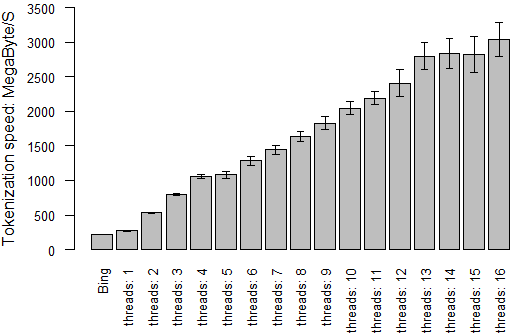 Tokenization speed: MegaByte/S
3500
3000
2500
2000
1500
1000
500
0
Bing
threads: 1
threads: 2
threads: 3
threads: 4
threads: 5
threads: 6
threads: 7
threads: 8
threads: 9
threads: 10
threads: 11
threads: 12
threads: 13
threads: 14
threads: 15
threads: 16